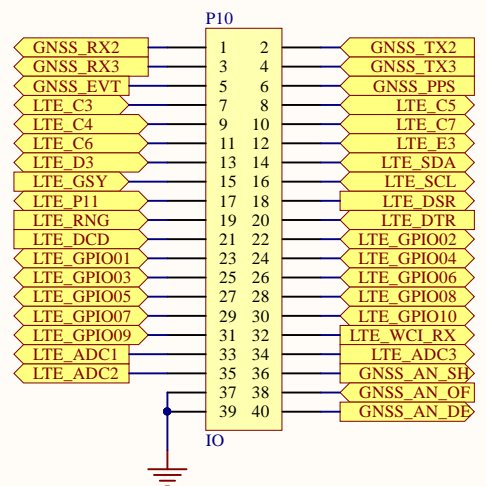 P10
GNSS_RX2 1 2 GNSS_TX2
GNSS_RX3 3 4 GNSS_TX3
GNSS_EVT 5 6 GNSS_PPS
LTE_C3 7 8 LTE_C5
LTE_C4 9 10 LTE_C7
LTE_C6 11 12 LTE_E3
LTE_D3 13 14 LTE_SDA
LTE_GSY 15 16 LTE_SCL
LTE_P11 17 18 LTE_DSR
LTE_RNG 19 20 LTE_DTR
LTE_DCD 21 22 LTE_GPIO02
LTE_GPIO01 23 24 LTE_GPIO04
LTE_GPIO03 25 26 LTE_GPIO06
LTE_GPIO05 27 28 LTE_GPIO08
LTE_GPIO07 29 30 LTE_GPIO10
LTE_GPIO09 31 32 LTE_WCI_RX
LTE_ADC1 33 34 LTE_ADC3
LTE_ADC2 35 36 GNSS_AN_SH
37 38 GNSS_AN_OF
39 40 GNSS_AN_DE
IO